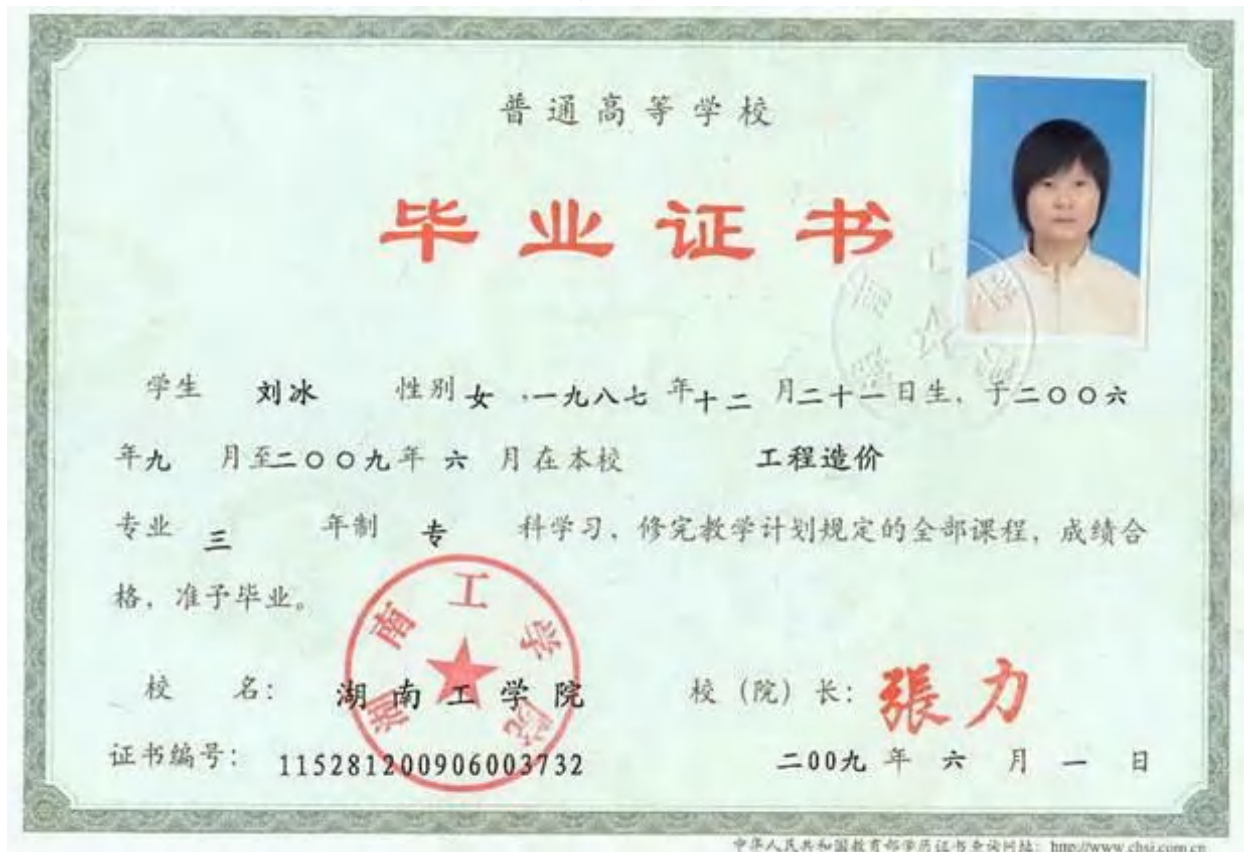 普通高等学校
毕业证书
学生 刘冰 性别 女 ,一九八七 年 十二 月 二十一 日生, 于 二〇〇六
年 九 月至 二〇〇九 年 六 月在本校 工程造价
专业 三 年制 专 科学习, 修完教学计划规定的全部课程, 成绩合
格, 准予毕业。
湖南工学院
校 名: 湖南工学院 校 (院) 长: 張力
证书编号: 115281200906003732 二00九 年 六 月 一 日
中华人民共和国教育部学历证书查询网址: http://www.chsi.com.cn